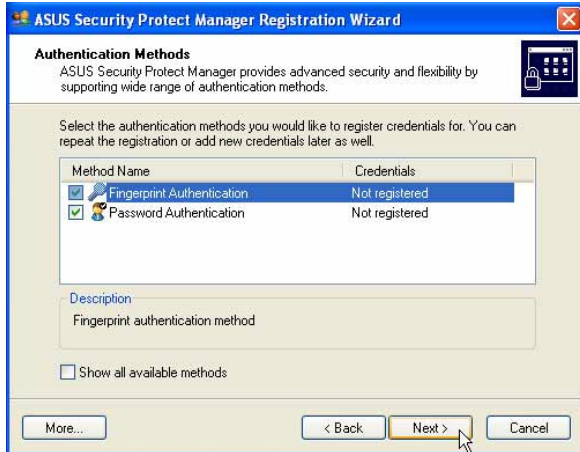 ASUS Security Protect Manager Registration Wizard
Authentication Methods
ASUS Security Protect Manager provides advanced security and flexibility by
supporting wide range of authentication methods.
Select the authentication methods you would like to register credentials for. You can
repeat the registration or add new credentials later as well.
Method Name Credentials
Fingerprint Authentication Not registered
Password Authentication Not registered
Description
Fingerprint authentication method
Show all available methods
More... < Back Next > Cancel